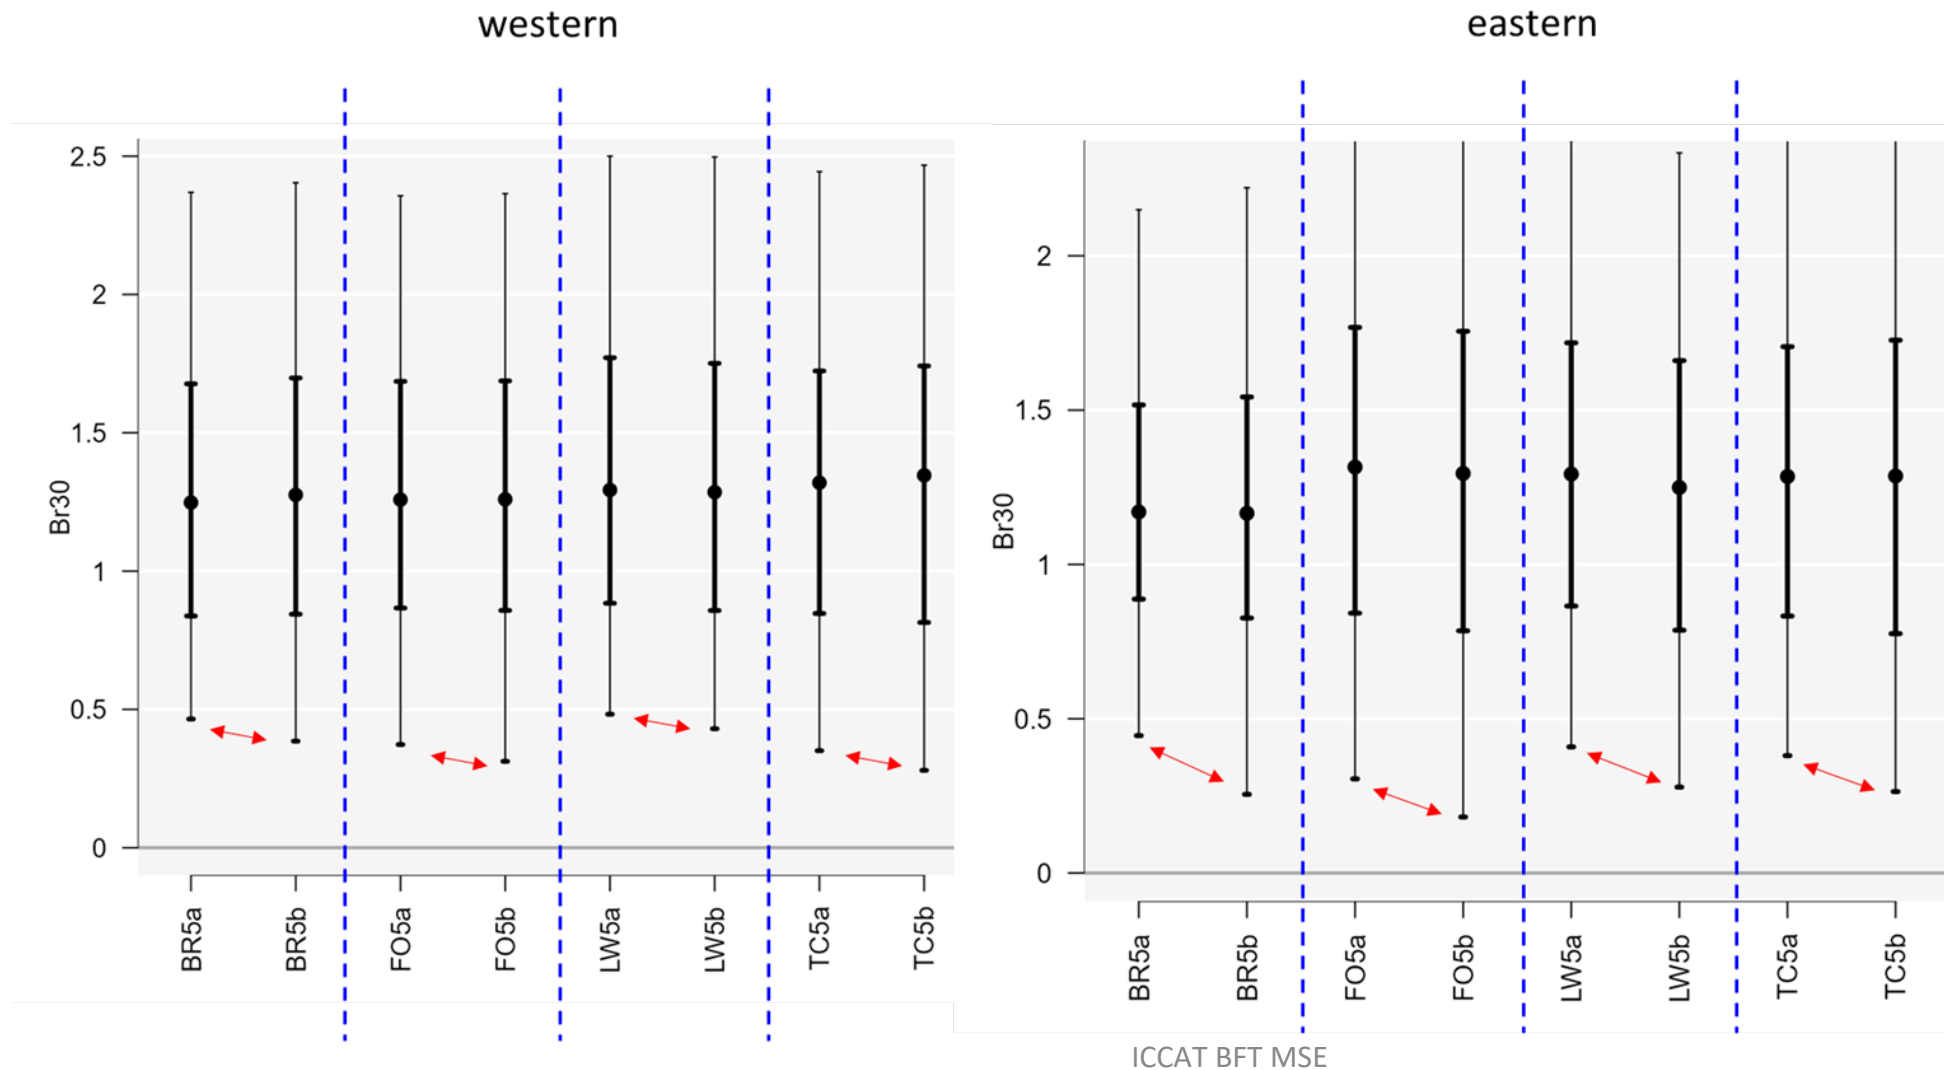 western
eastern
2.5
2
1.5
1
0.5
0
Br30
BR5a
BR5b
FO5a
FO5b
LW5a
LW5b
TC5a
TC5b
2
1.5
1
0.5
0
Br30
BR5a
BR5b
FO5a
FO5b
LW5a
LW5b
TC5a
TC5b
ICCAT BFT MSE